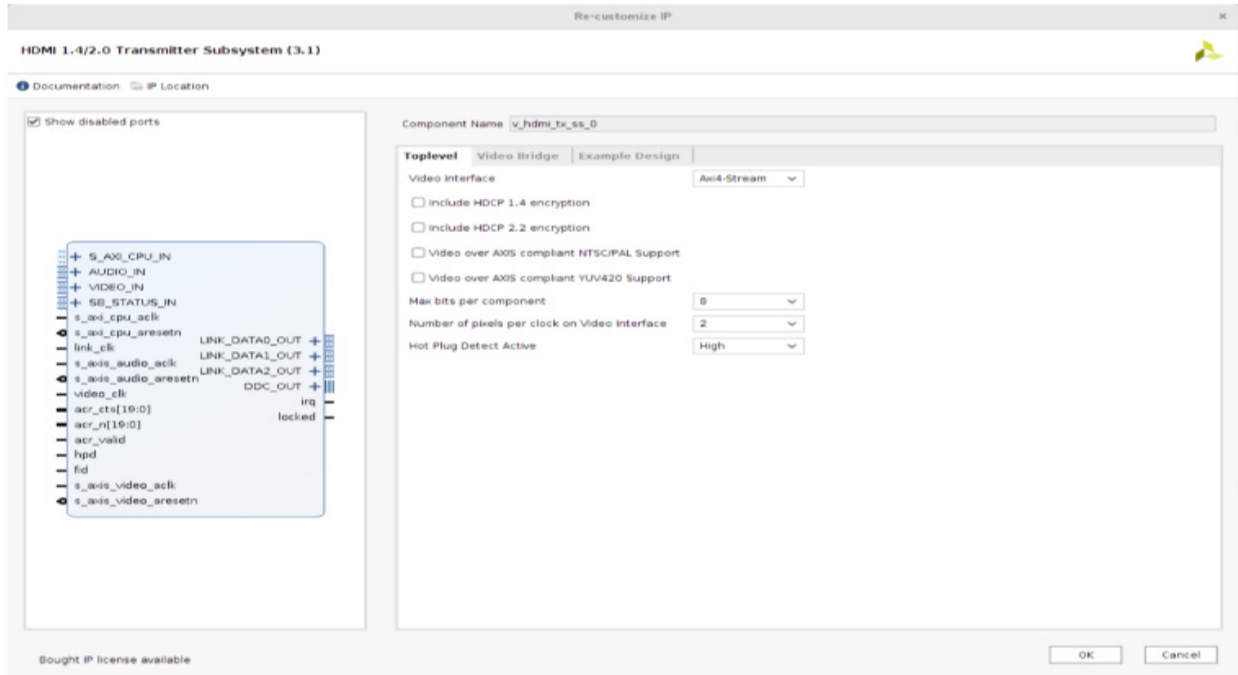 Re-customize IP
HDMI 1.4/2.0 Transmitter Subsystem (3.1)
Documentation IP Location
Show disabled ports
S_AXI_CPU_IN
AUDIO_IN
VIDEO_IN
SB_STATUS_IN
s_axi_cpu_aclk
s_axi_cpu_aresetn
link_clk
s_axis_audio_aclk
s_axis_audio_aresetn
video_clk
acr_cts[19:0]
acr_n[19:0]
acr_valid
hpd
fid
s_axis_video_aclk
s_axis_video_aresetn
LINK_DATA0_OUT
LINK_DATA1_OUT
LINK_DATA2_OUT
DDC_OUT
irq
locked
Component Name v_hdmi_tx_ss_0
Toplevel Video Bridge Example Design
Video Interface Axi4-Stream
Include HDCP 1.4 encryption
Include HDCP 2.2 encryption
Video over AXIS compliant NTSC/PAL Support
Video over AXIS compliant YUV420 Support
Max bits per component 8
Number of pixels per clock on Video Interface 2
Hot Plug Detect Active High
Bought IP license available
OK Cancel